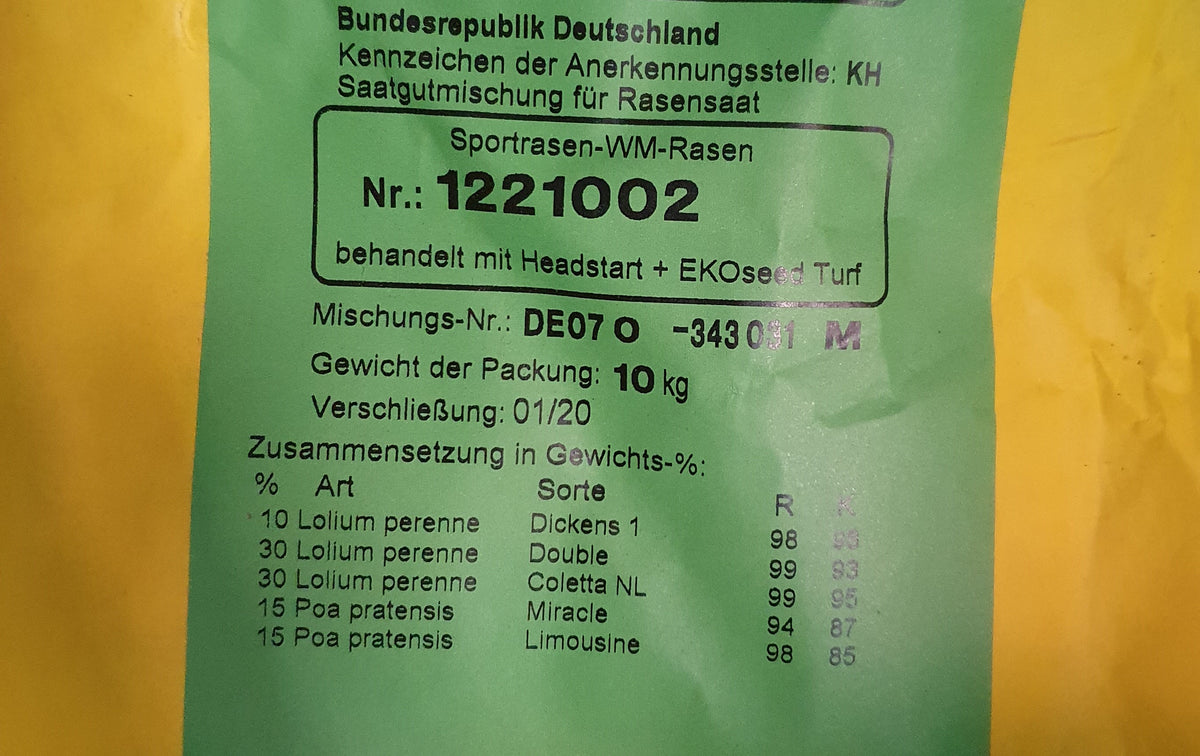 Bundesrepublik Deutschland
Kennzeichen der Anerkennungsstelle: KH
Saatgutmischung für Rasensaat
Sportrasen-WM-Rasen
Nr.: 1221002
behandelt mit Headstart + EKOseed Turf
Mischungs-Nr.: DE07 0 -343 031 M
Gewicht der Packung: 10 kg
Verschließung: 01/20
Zusammensetzung in Gewichts-%:
% Art Sorte R K
10 Lolium perenne Dickens 1 98
30 Lolium perenne Double 99 93
30 Lolium perenne Coletta NL 99 95
15 Poa pratensis Miracle 94 87
15 Poa pratensis Limousine 98 85